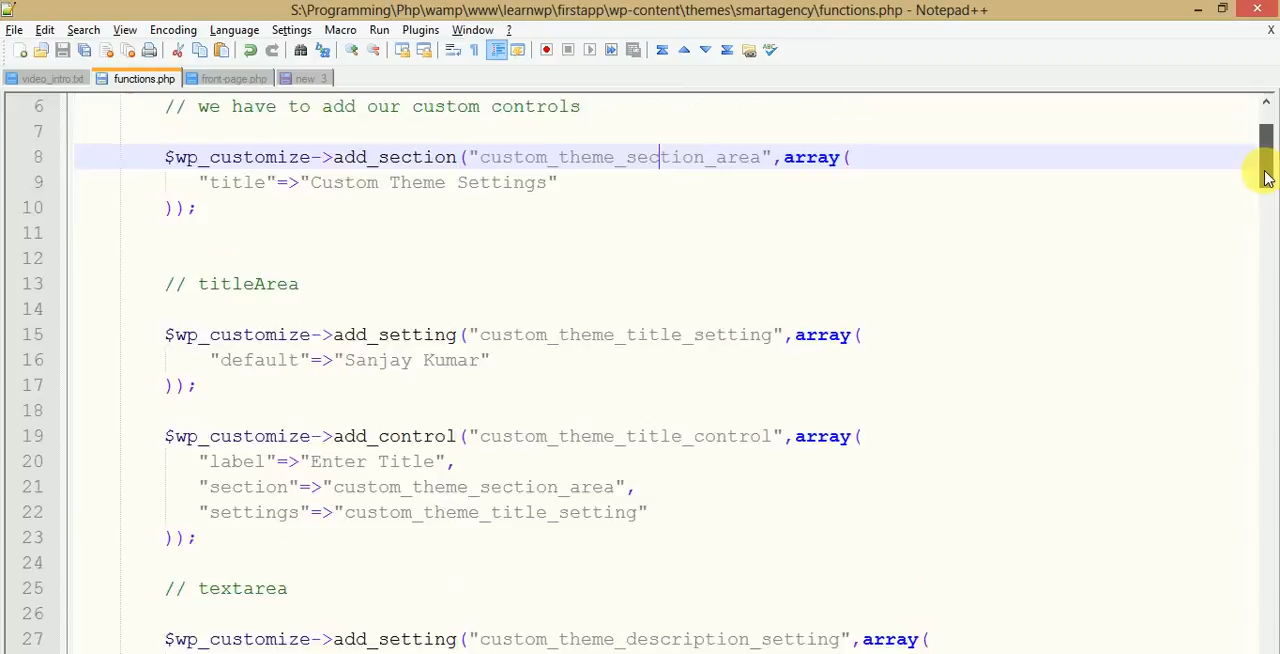 S:\Programming\Php\wamp\www\learnwp\firstapp\wp-content\themes\smartagency\functions.php - Notepad++
File Edit Search View Encoding Language Settings Macro Run Plugins Window ? X
video_intro.txt functions.php front-page.php new 3
6 // we have to add our custom controls
7
8 $wp_customize->add_section("custom_theme_section_area",array(
9 "title"=>"Custom Theme Settings"
10 ));
11
12
13 // titleArea
14
15 $wp_customize->add_setting("custom_theme_title_setting",array(
16 "default"=>"Sanjay Kumar"
17 ));
18
19 $wp_customize->add_control("custom_theme_title_control",array(
20 "label"=>"Enter Title",
21 "section"=>"custom_theme_section_area",
22 "settings"=>"custom_theme_title_setting"
23 ));
24
25 // textarea
26
27 $wp_customize->add_setting("custom_theme_description_setting",array(